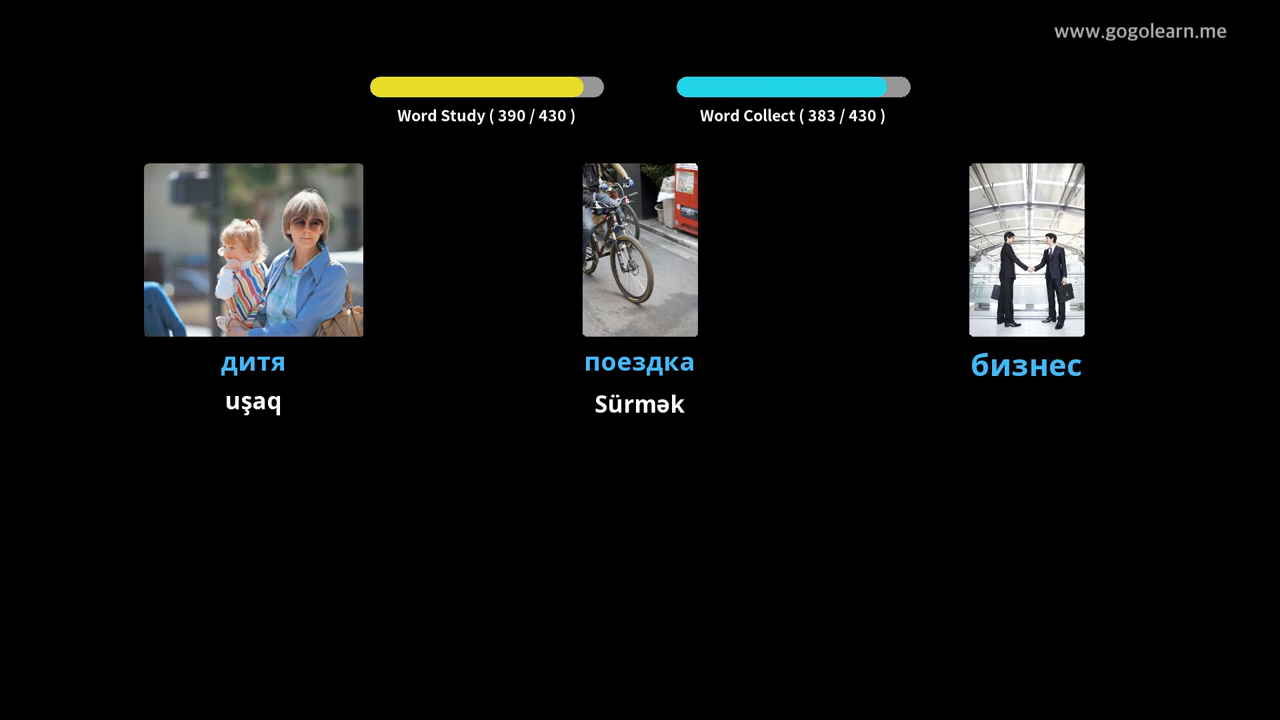 www.gogolearn.me
Word Study ( 390 / 430 )
Word Collect ( 383 / 430 )
дитя
uşaq
поездка
Sürmək
бизнес